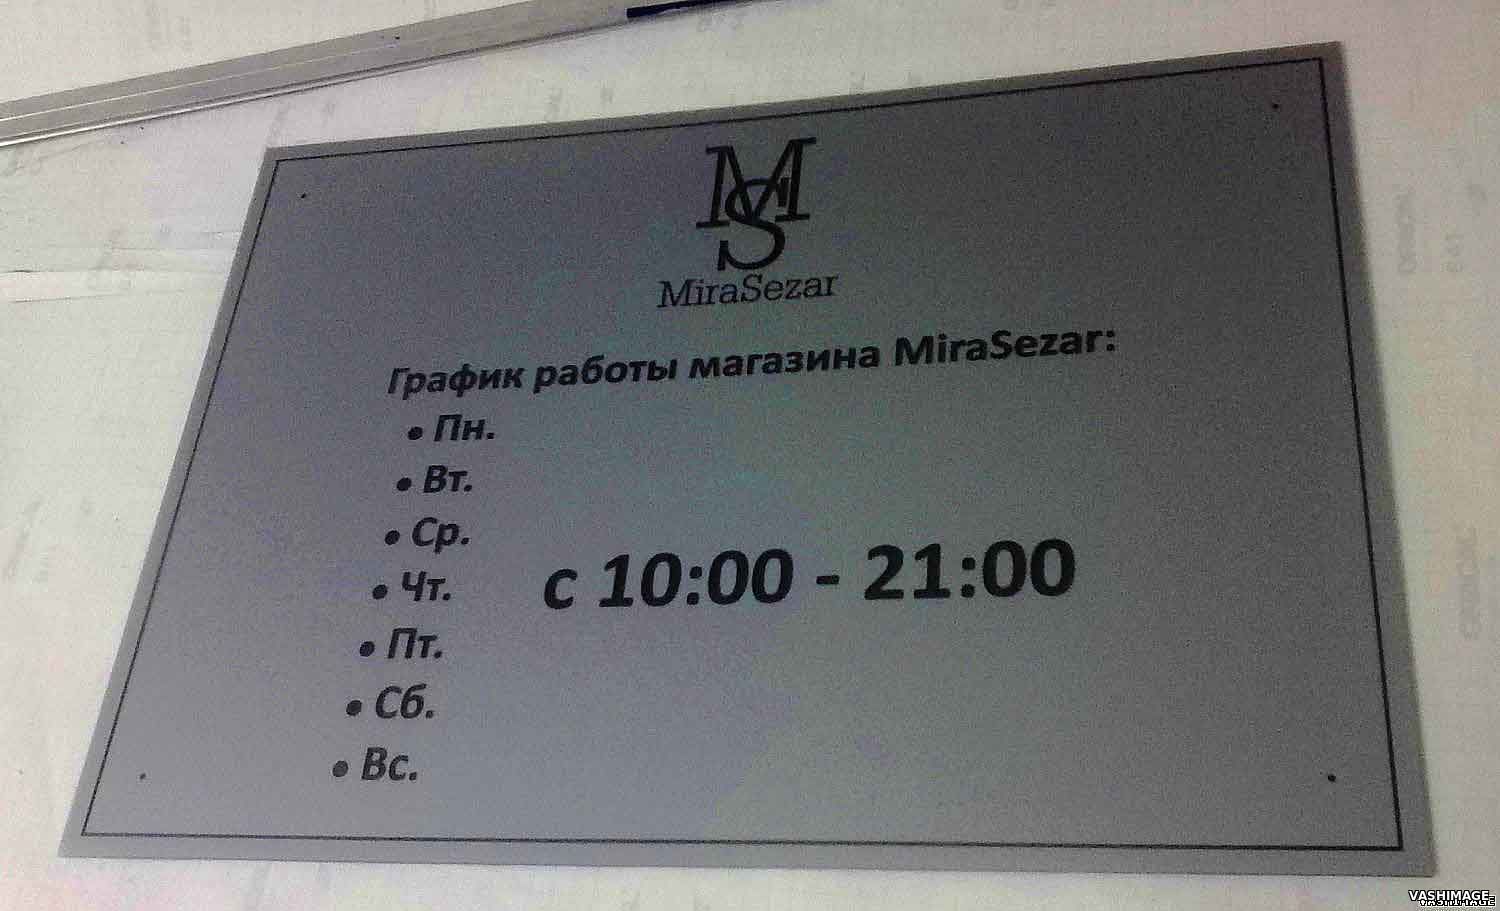 MS
MiraSezar
График работы магазина MiraSezar:
• Пн.
• Вт.
• Ср.
• Чт.
с 10:00 - 21:00
• Пт.
• Сб.
• Вс.
VASHIMAGE